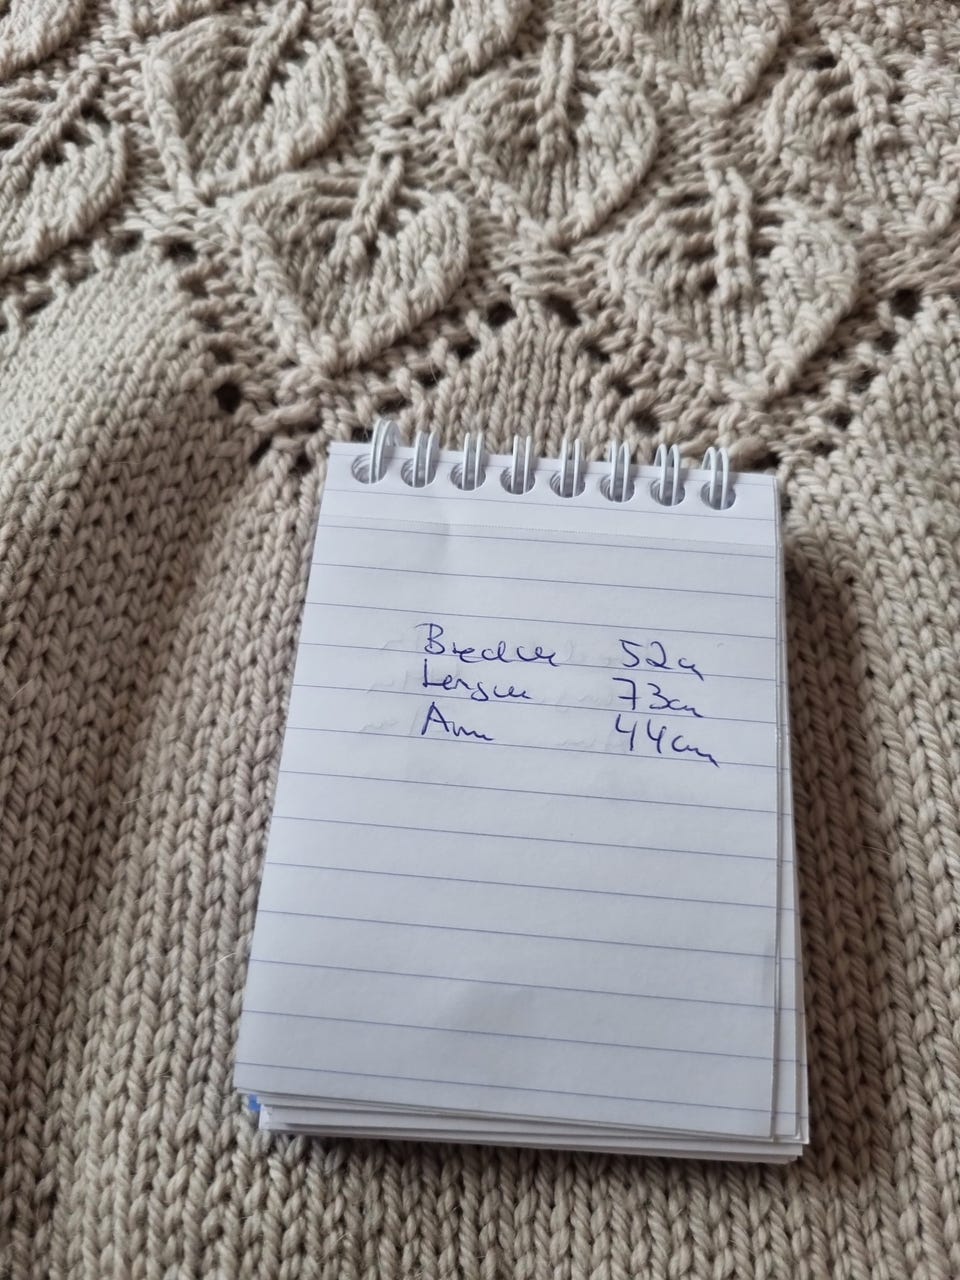 Bredde 52cm
Lengde 73cm
Arm 44cm